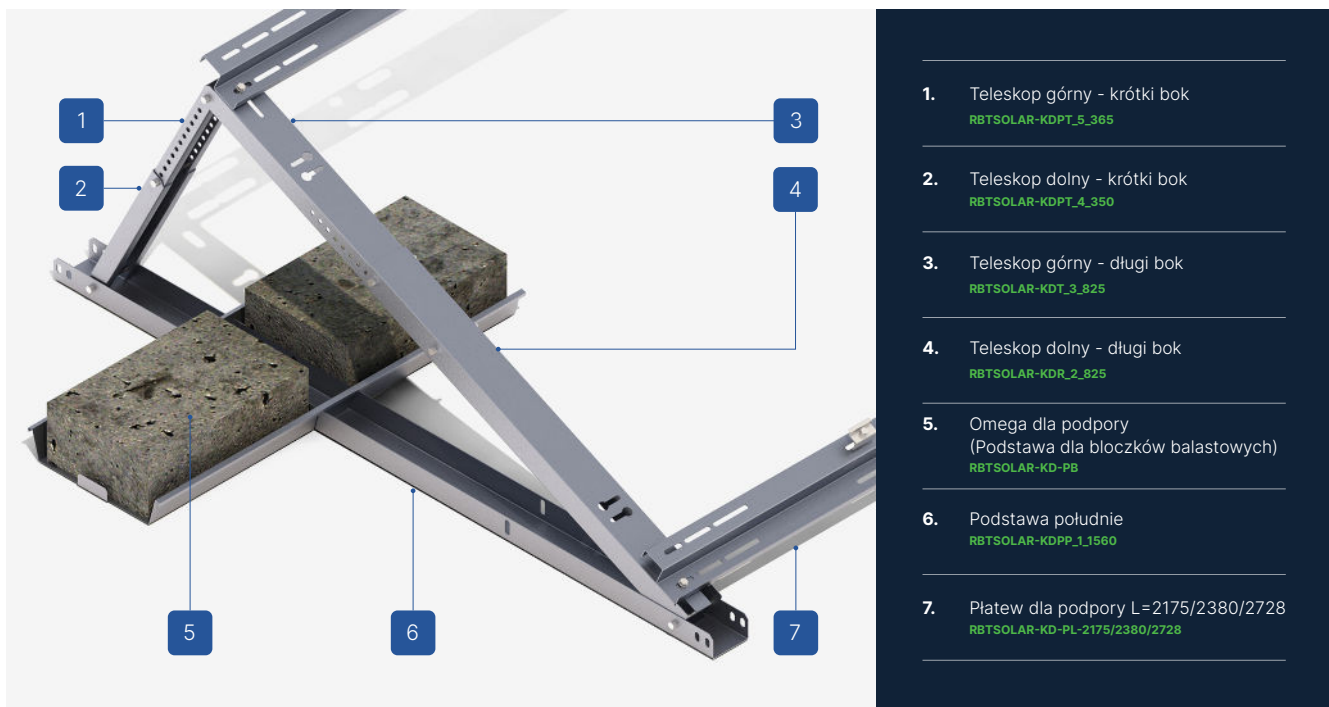 1
2
3
4
5
6
7
1. Teleskop górny - krótki bok
RBTSOLAR-KDPT_5_365
2. Teleskop dolny - krótki bok
RBTSOLAR-KDPT_4_350
3. Teleskop górny - długi bok
RBTSOLAR-KDT_3_825
4. Teleskop dolny - długi bok
RBTSOLAR-KDR_2_825
5. Omega dla podpory
(Podstawa dla bloczków balastowych)
RBTSOLAR-KD-PB
6. Podstawa południe
RBTSOLAR-KDPP_1_1560
7. Płatew dla podpory L=2175/2380/2728
RBTSOLAR-KD-PL-2175/2380/2728